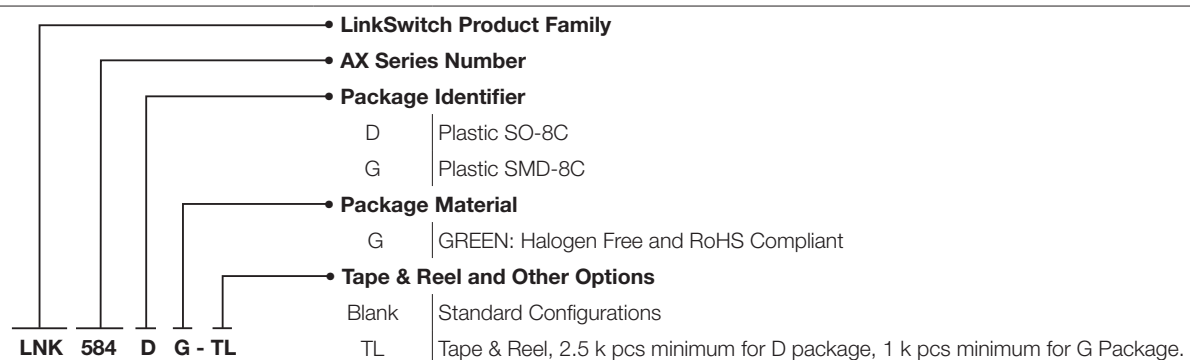 • LinkSwitch Product Family
• AX Series Number
• Package Identifier
D Plastic SO-8C
G Plastic SMD-8C
• Package Material
G GREEN: Halogen Free and RoHS Compliant
• Tape & Reel and Other Options
Blank Standard Configurations
LNK 584 D G - TL TL Tape & Reel, 2.5 k pcs minimum for D package, 1 k pcs minimum for G Package.